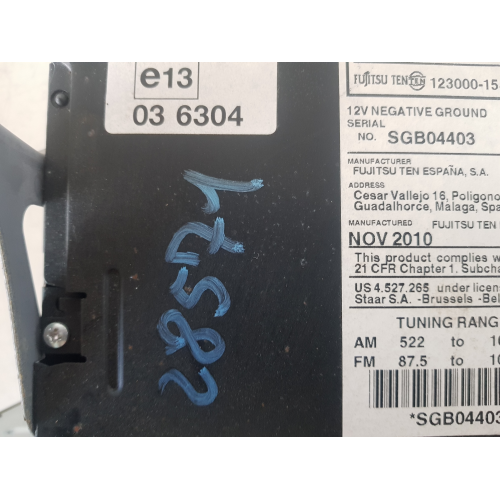 e13
03 6304
28571
FUJITSU TEN 123000-15
12V NEGATIVE GROUND
SERIAL
NO. SGB04403
MANUFACTURER
FUJITSU TEN ESPAÑA, S.A.
ADDRESS
Cesar Vallejo 16, Poligono
Guadalhorce, Malaga, Spa
MANUFACTURED FUJITSU TEN
NOV 2010
This product complies w
21 CFR Chapter 1. Subcha
US 4.527.265 under licen
Staar S.A. -Brussels -Bel
TUNING RANG
AM 522 to 16
FM 87.5 to 10
*SGB04403